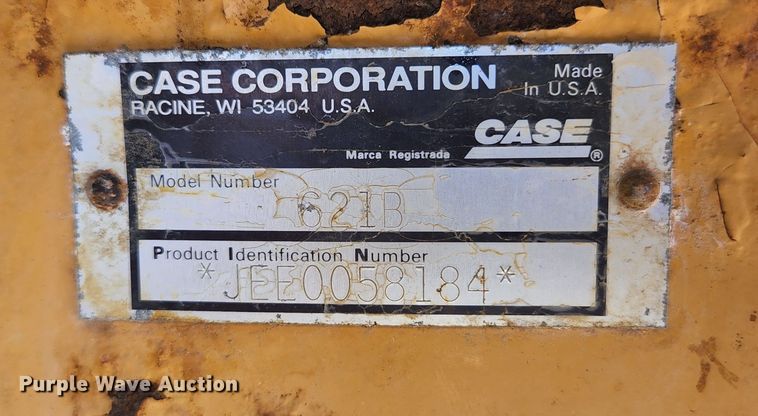 CASE CORPORATION
Made
RACINE, WI 53404 U.S.A.
In U.S.A.
CASE
®
Marca Registrada
Model Number
621B
Product Identification Number
*JEE0058184*
Purple Wave Auction